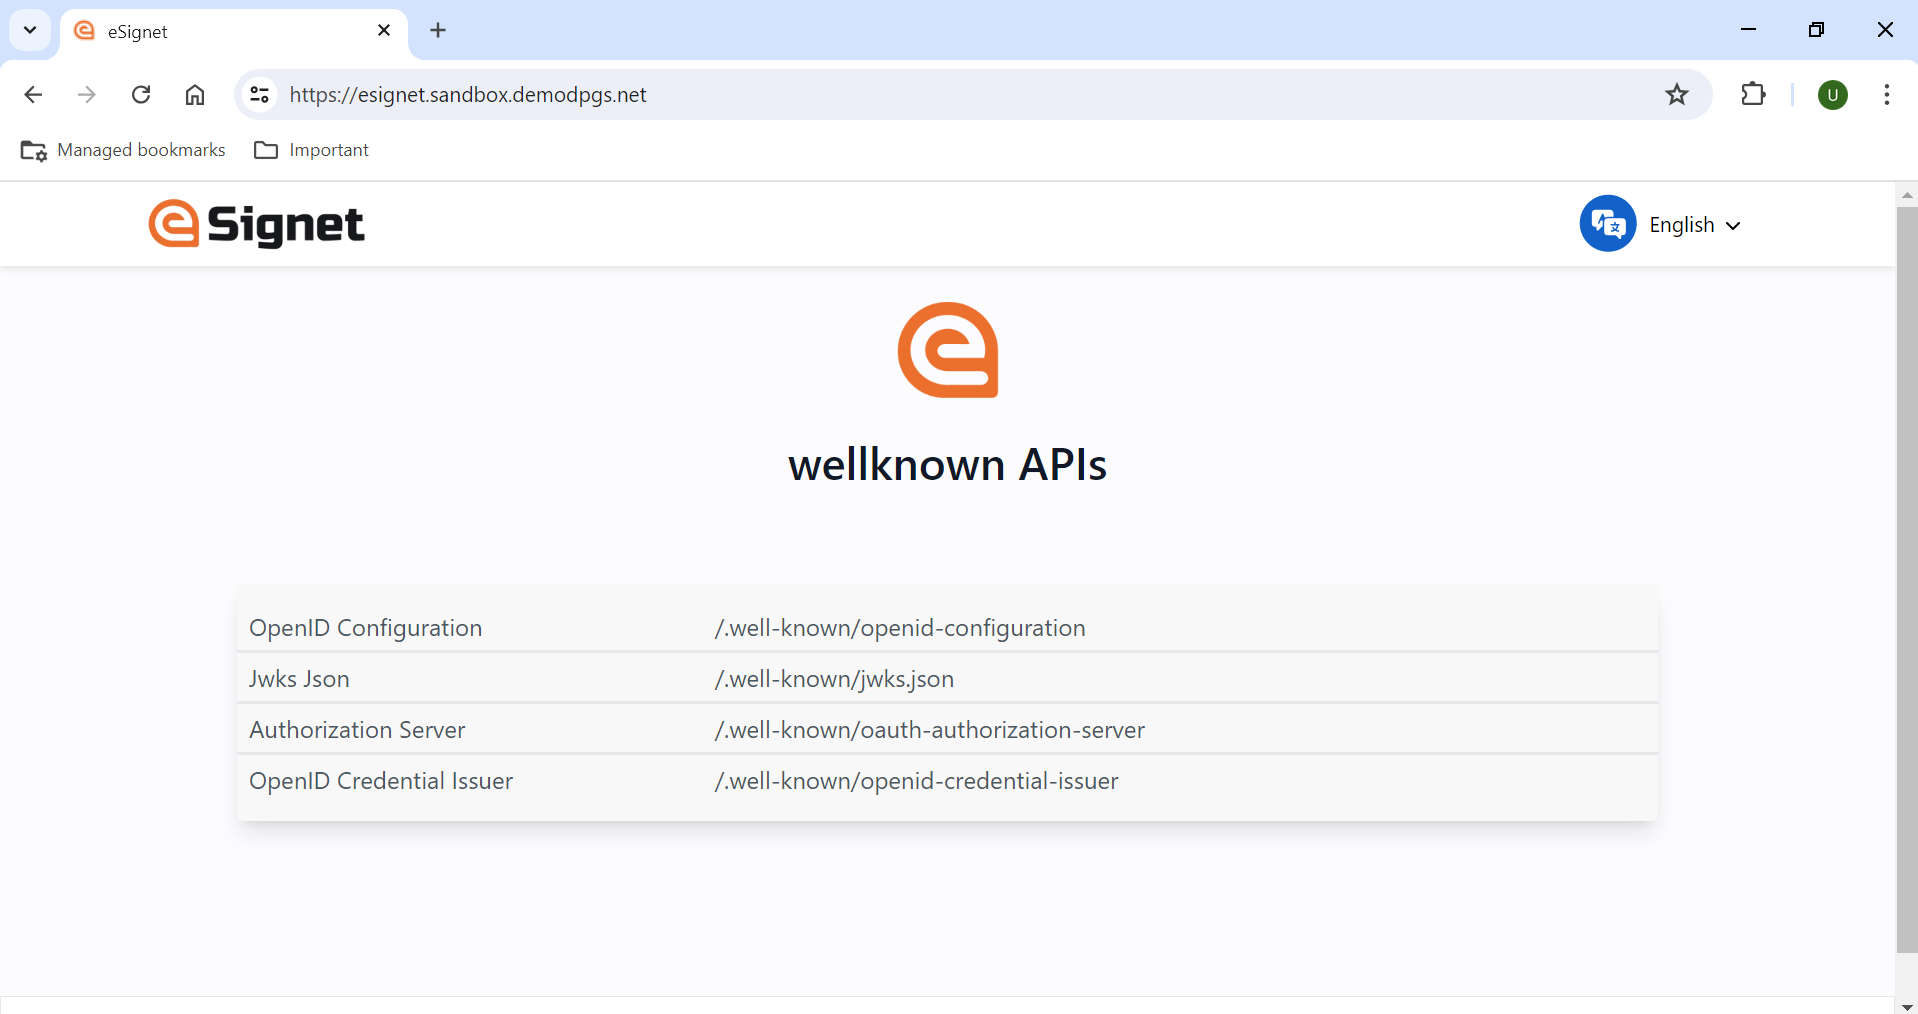 eSignet
https://esignet.sandbox.demodpgs.net
U
Managed bookmarks Important
eSignet
English
wellknown APIs
OpenID Configuration /.well-known/openid-configuration
Jwks Json /.well-known/jwks.json
Authorization Server /.well-known/oauth-authorization-server
OpenID Credential Issuer /.well-known/openid-credential-issuer